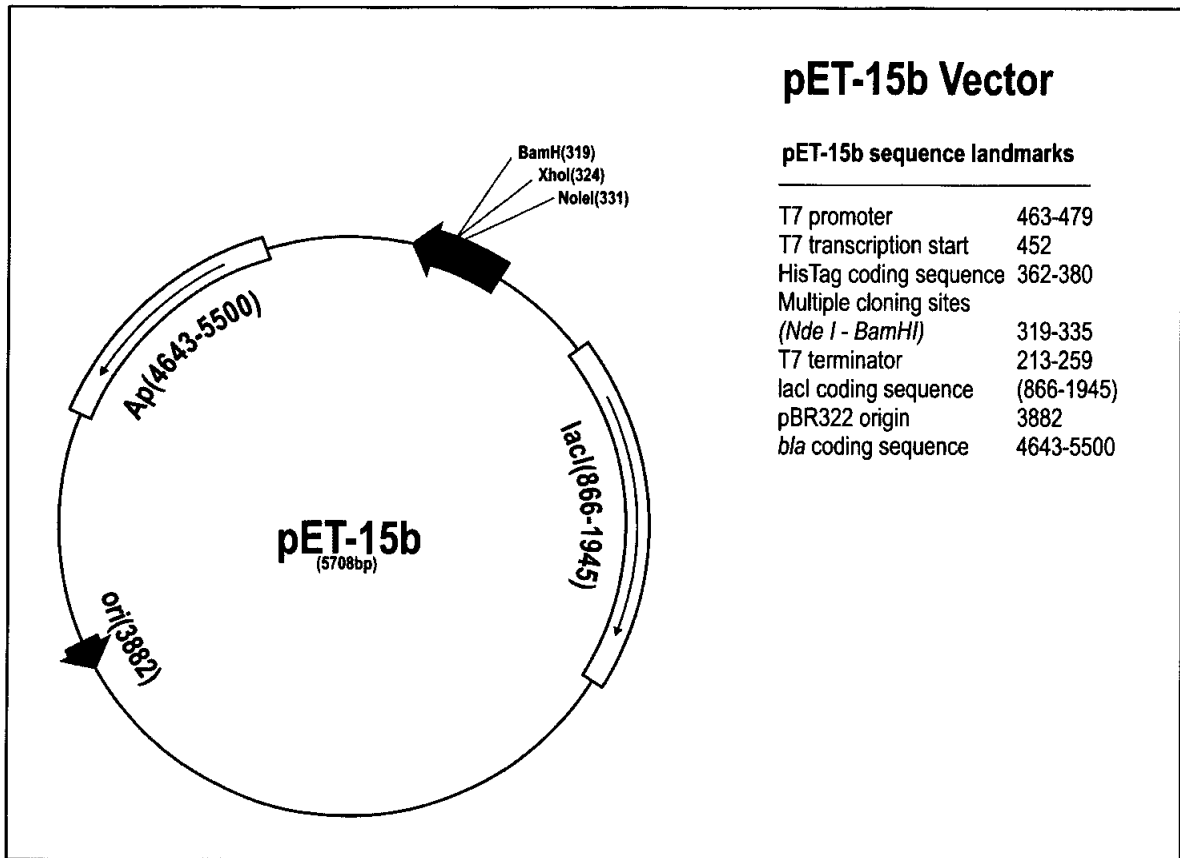 pET-15b Vector
pET-15b sequence landmarks
T7 promoter 463-479
T7 transcription start 452
HisTag coding sequence 362-380
Multiple cloning sites
(Nde I - BamHI) 319-335
T7 terminator 213-259
lacI coding sequence (866-1945)
pBR322 origin 3882
bla coding sequence 4643-5500
BamH(319)
XhoI(324)
NoleI(331)
Ap(4643-5500)
lacI(866-1945)
pET-15b
(5708bp)
ori(3882)